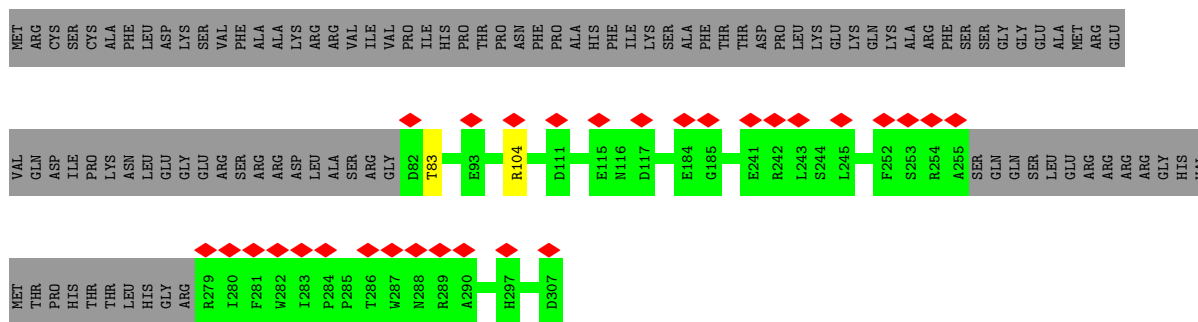 MET ARG CYS SER CYS ALA PHE LEU ASP LYS SER VAL PHE ALA ALA LYS ARG ARG VAL ILE VAL PRO ILE HIS PRO THR PRO ASN PHE PRO ALA HIS PHE ILE LYS SER ALA PHE THR THR ASP PRO LEU LYS GLU LYS GLN LYS ALA ARG PHE SER SER GLY GLY GLU ALA MET ARG GLU
VAL GLN ASP ILE PRO LYS ASN LEU GLU GLY GLU ARG SER ARG ARG ASP LEU ALA SER ARG GLY D82 T83 E93 R104 D111 E115 N116 D117 E184 G185 E241 R242 L243 S244 L245 F252 S253 R254 A255 SER GLN GLN SER LEU GLU ARG ARG ARG ARG GLY HIS
MET THR PRO HIS THR THR LEU HIS GLY ARG R279 I280 F281 W282 I283 P284 P285 T286 W287 N288 R289 A290 H297 D307